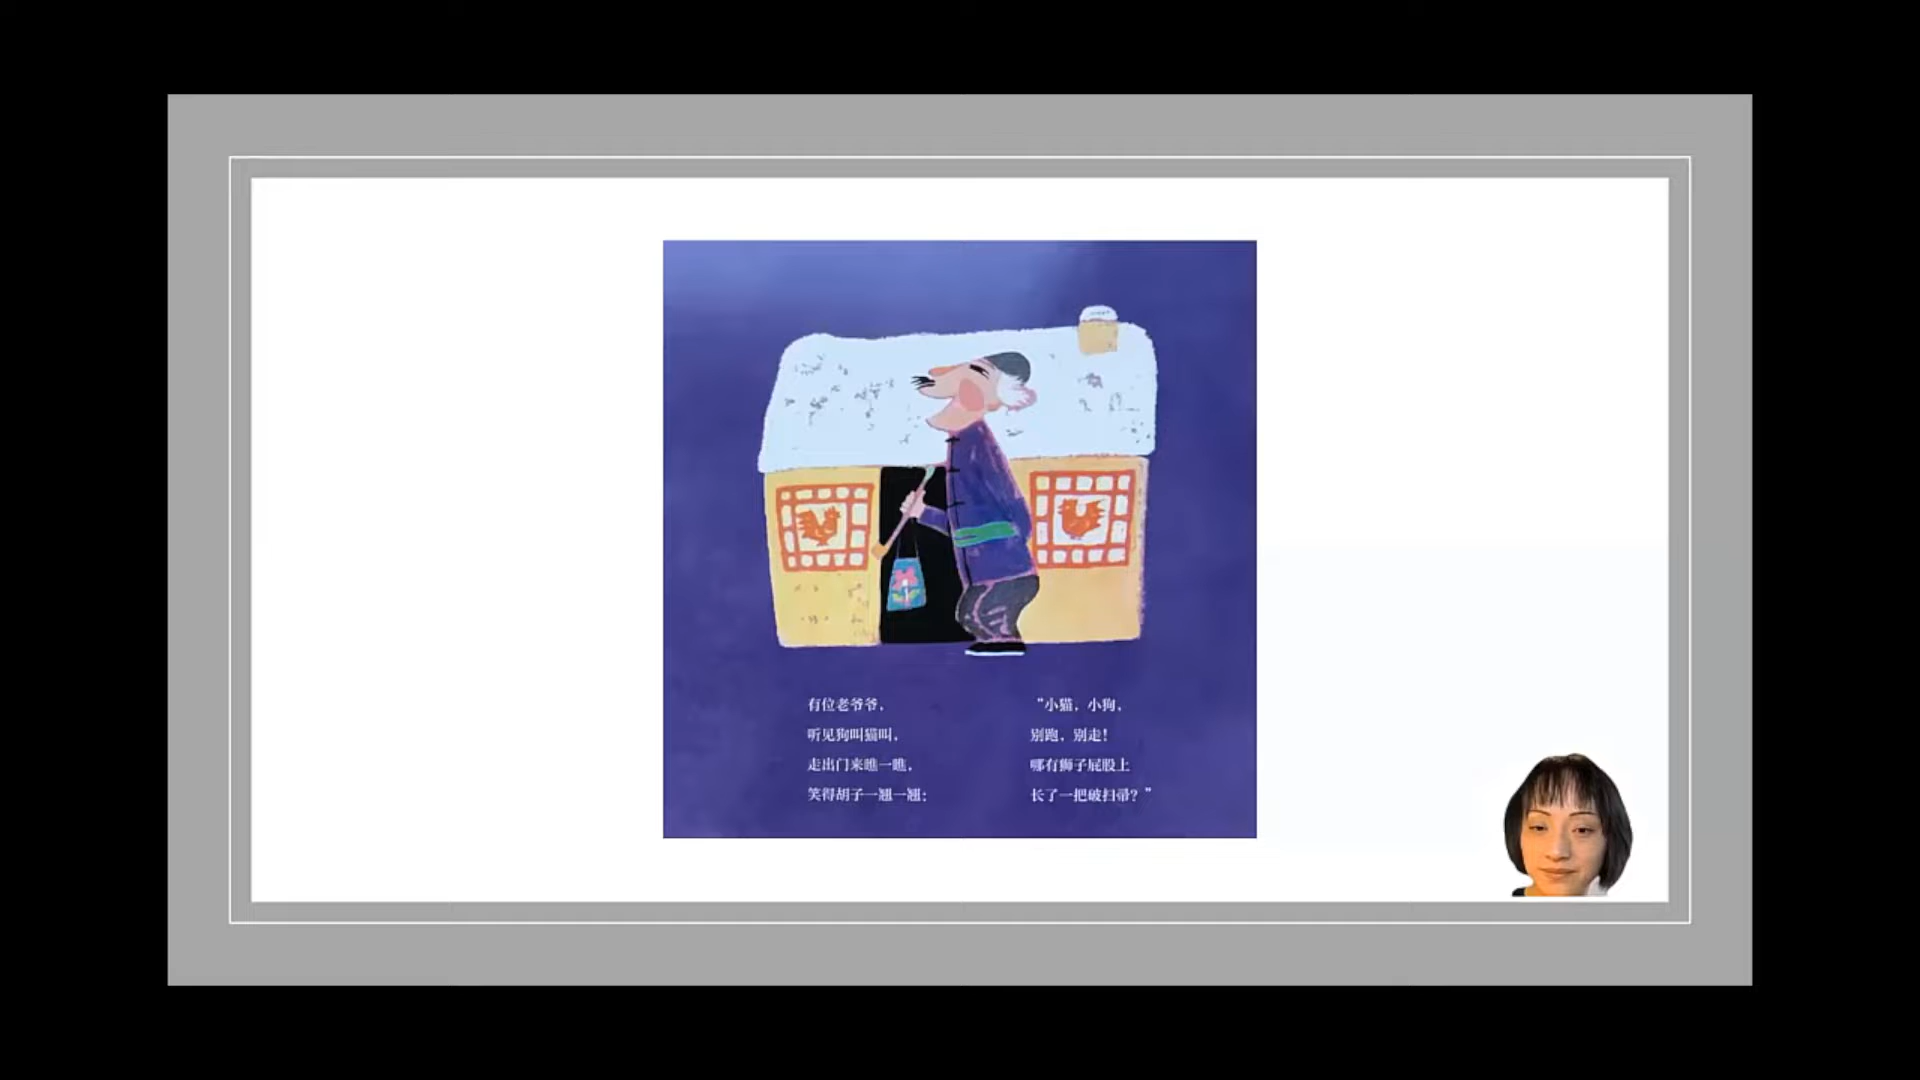 有位老爷爷，
听见狗叫猫叫，
走出门来瞧一瞧，
笑得胡子一翘一翘：
“小猫，小狗，
别跑，别走！
哪有狮子屁股上
长了一把破扫帚？”